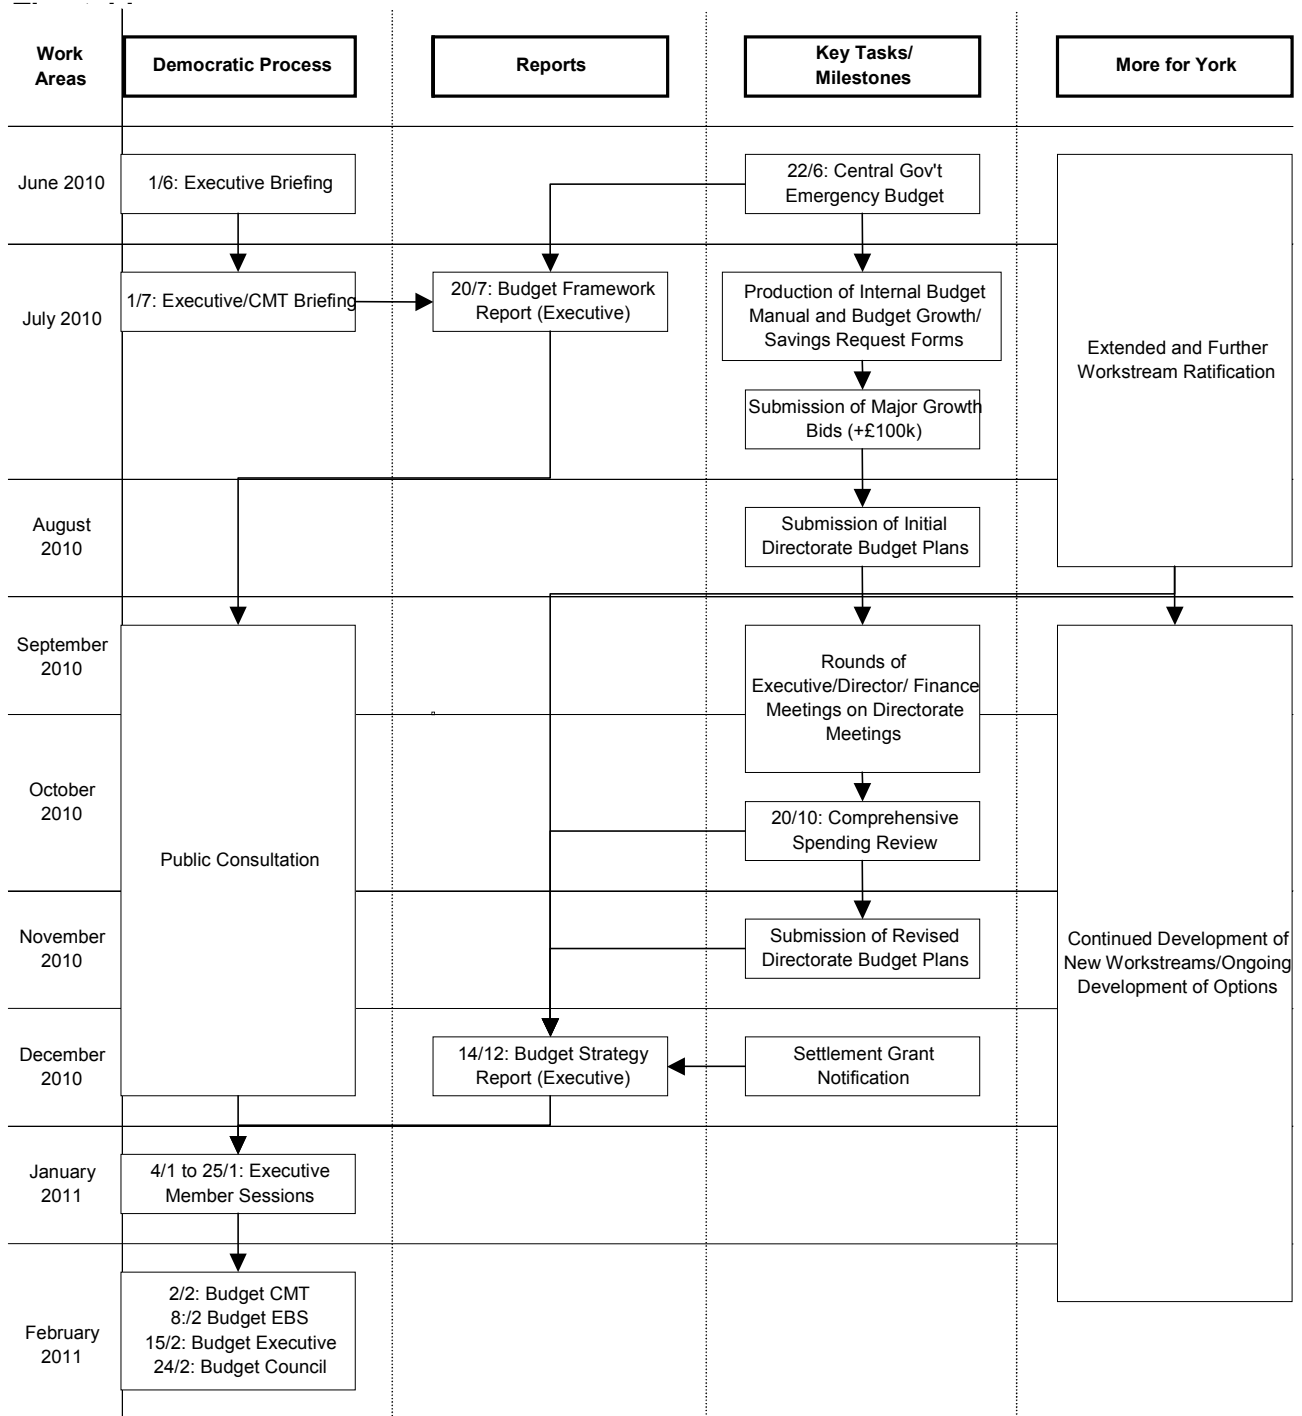 Work
Areas
Democratic Process
Reports
Key Tasks/
Milestones
More for York
June 2010
1/6: Executive Briefing
22/6: Central Gov't
Emergency Budget
July 2010
1/7: Executive/CMT Briefing
20/7: Budget Framework
Report (Executive)
Production of Internal Budget
Manual and Budget Growth/
Savings Request Forms
Submission of Major Growth
Bids (+£100k)
Extended and Further
Workstream Ratification
August
2010
Submission of Initial
Directorate Budget Plans
September
2010
Rounds of
Executive/Director/ Finance
Meetings on Directorate
Meetings
October
2010
20/10: Comprehensive
Spending Review
Public Consultation
November
2010
Submission of Revised
Directorate Budget Plans
Continued Development of
New Workstreams/Ongoing
Development of Options
December
2010
14/12: Budget Strategy
Report (Executive)
Settlement Grant
Notification
January
2011
4/1 to 25/1: Executive
Member Sessions
February
2011
2/2: Budget CMT
8:/2 Budget EBS
15/2: Budget Executive
24/2: Budget Council